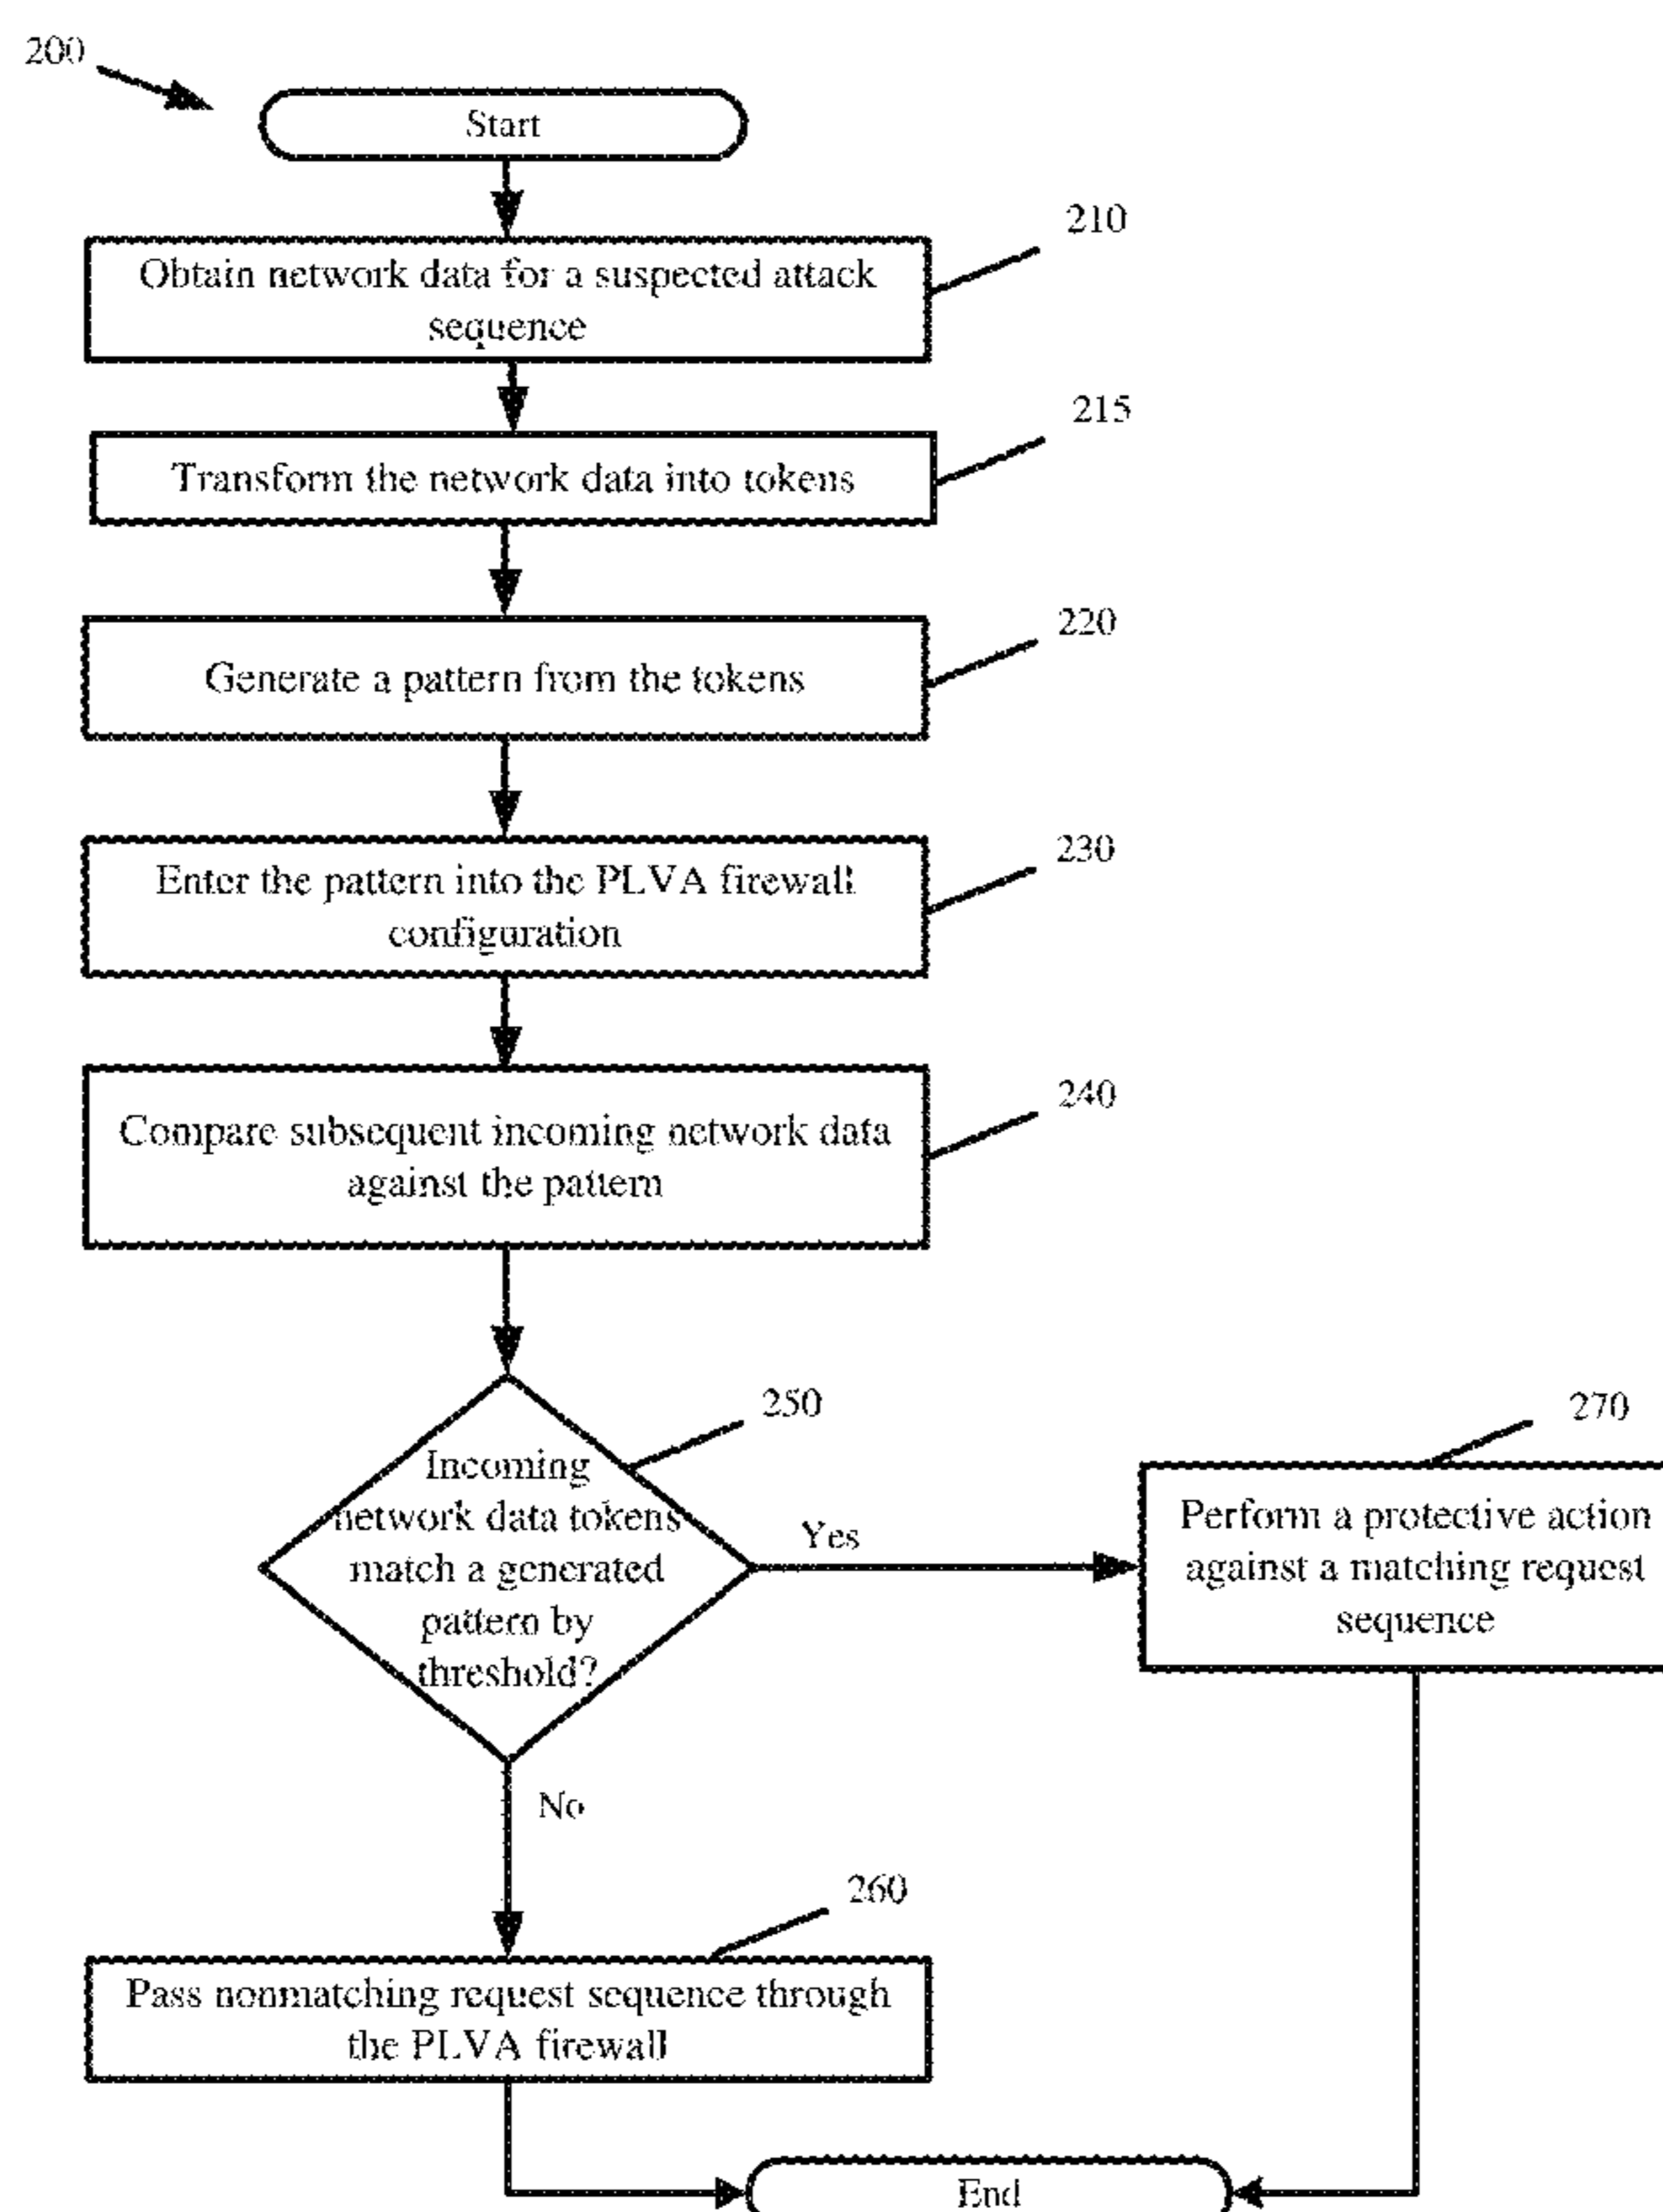 200
Start
210
Obtain network data for a suspected attack
sequence
215
Transform the network data into tokens
220
Generate a pattern from the tokens
230
Enter the pattern into the PLVA firewall
configuration
240
Compare subsequent incoming network data
against the pattern
250
Incoming
network data tokens
match a generated
pattern by
threshold?
Yes
270
Perform a protective action
against a matching request
sequence
No
260
Pass nonmatching request sequence through
the PLVA firewall
End